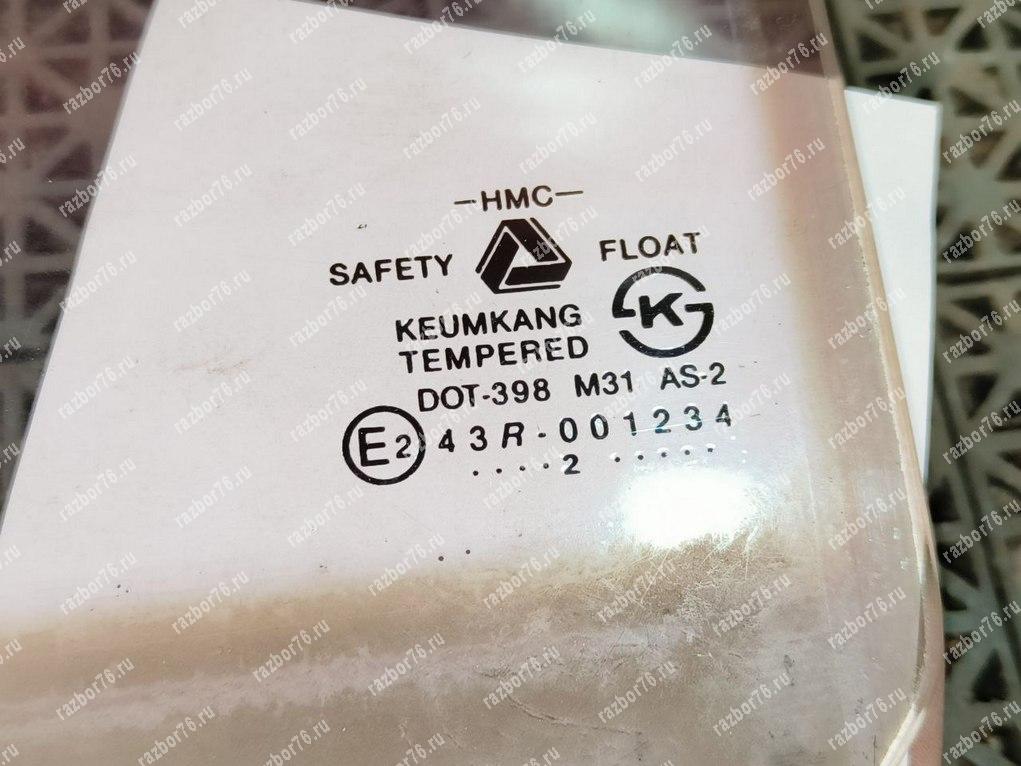 -HMC-
SAFETY FLOAT
KEUMKANG
TEMPERED
K
DOT-398 M31 AS-2
E2 43R-001234
....2.....
razbor76.ru